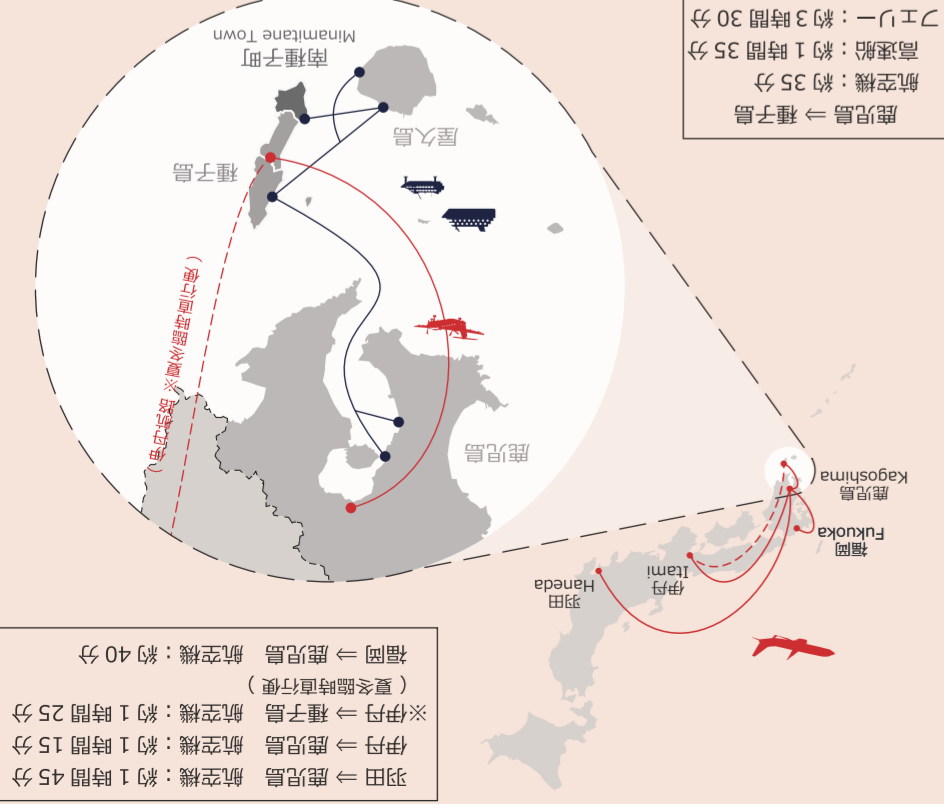 羽田 ⇒ 鹿児島 航空機：約 1 時間 45 分
伊丹 ⇒ 鹿児島 航空機：約 1 時間 15 分
※伊丹 ⇒ 種子島 航空機：約 1 時間 25 分
（ 夏冬臨時直行便 ）
福岡 ⇒ 鹿児島 航空機：約 40 分
羽田
Haneda
伊丹
Itami
福岡
Fukuoka
鹿児島
Kagoshima
鹿児島
（伊丹航路 ※夏冬臨時直行便）
種子島
屋久島
南種子町
Minamitane Town
鹿児島 ⇒ 種子島
航空機：約 35 分
高速船：約 1 時間 35 分
フェリー：約 3 時間 30 分